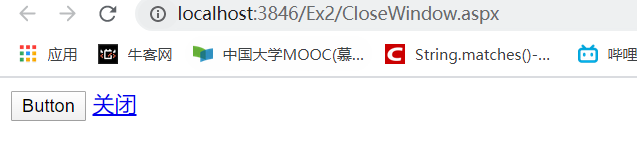 localhost:3846/Ex2/CloseWindow.aspx
应用 牛客网 中国大学MOOC(慕... String.matches()-... 哔哩
Button 关闭